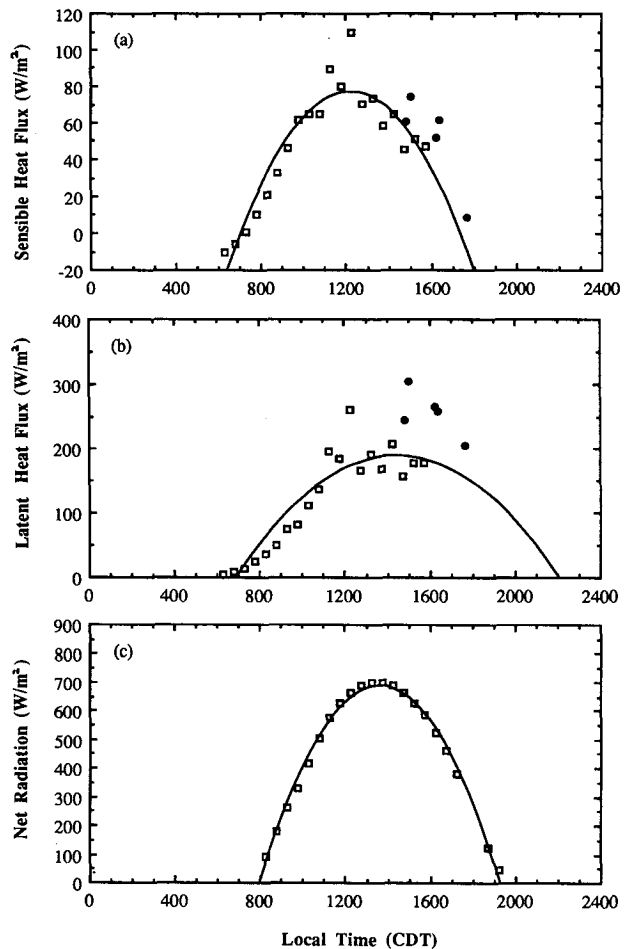 120
100
80
60
40
20
0
-20
(a)
Sensible Heat Flux (W/m²)
0 400 800 1200 1600 2000 2400
400
300
200
100
0
(b)
Latent Heat Flux (W/m²)
0 400 800 1200 1600 2000 2400
900
800
700
600
500
400
300
200
100
0
(c)
Net Radiation (W/m²)
0 400 800 1200 1600 2000 2400
Local Time (CDT)